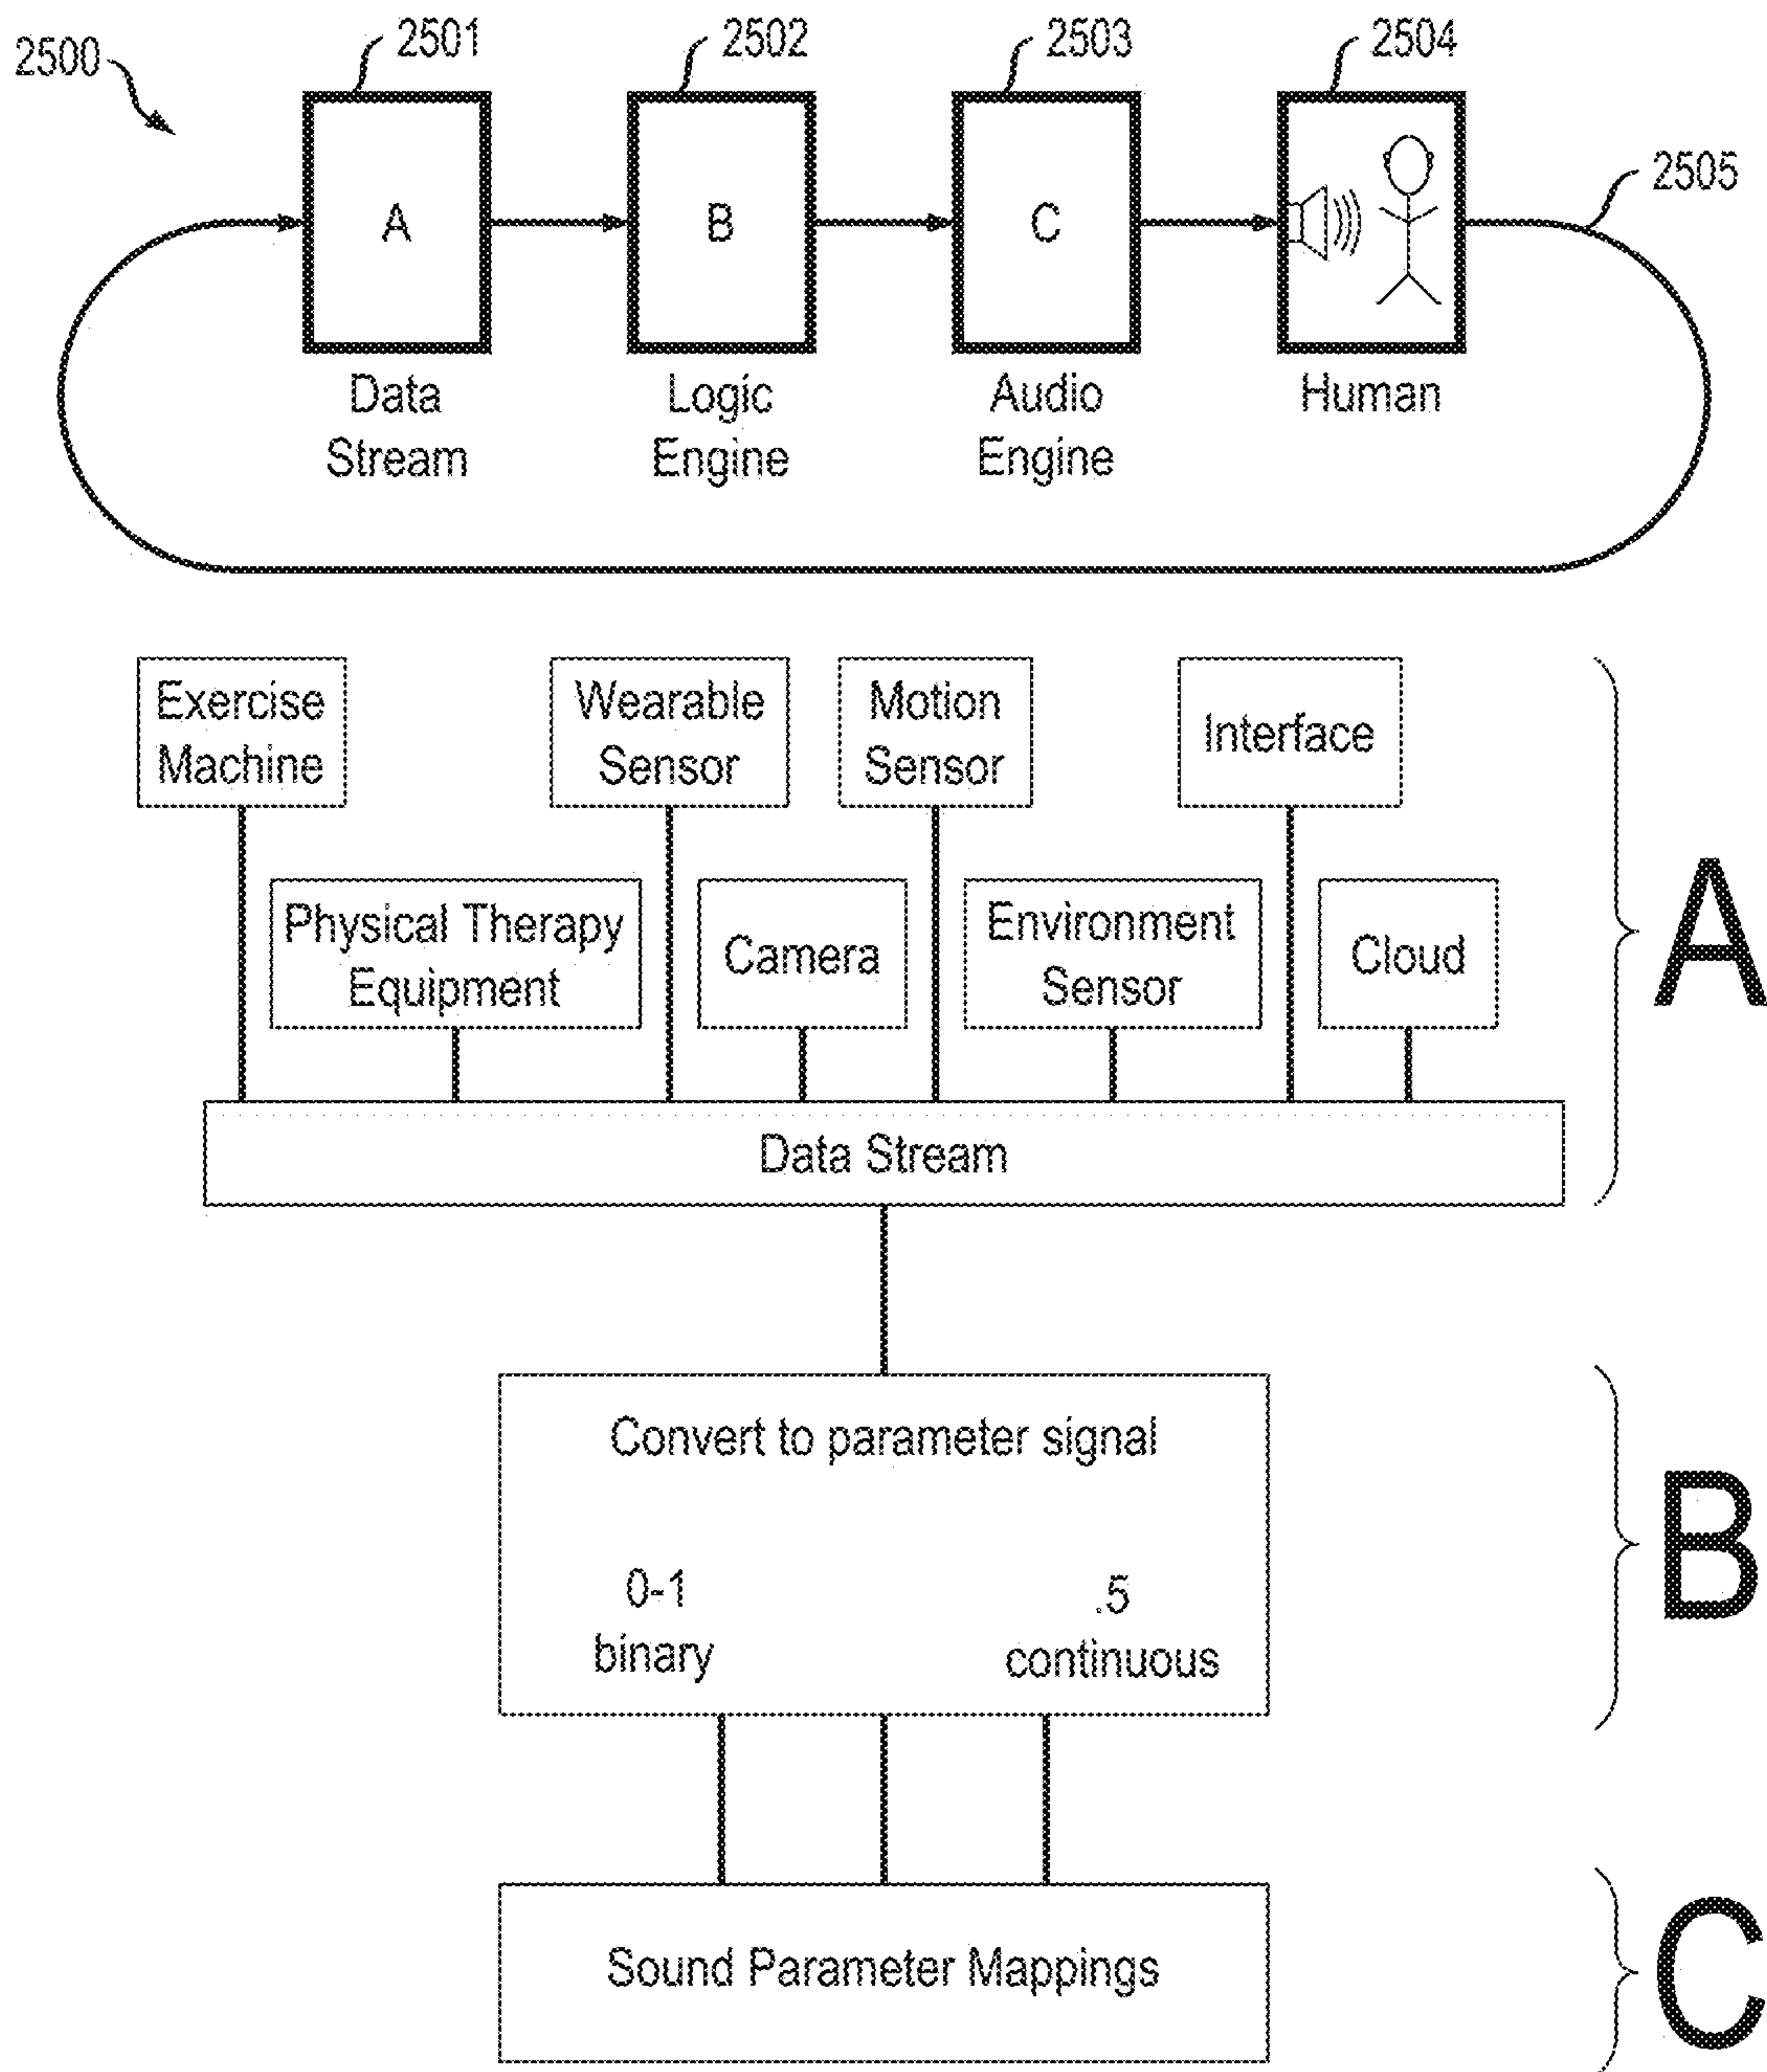 2500
2501
2502
2503
2504
2505
A
B
C
Data
Stream
Logic
Engine
Audio
Engine
Human
Exercise
Machine
Wearable
Sensor
Motion
Sensor
Interface
Physical Therapy
Equipment
Camera
Environment
Sensor
Cloud
A
Data Stream
Convert to parameter signal
0-1
binary
.5
continuous
B
Sound Parameter Mappings
C